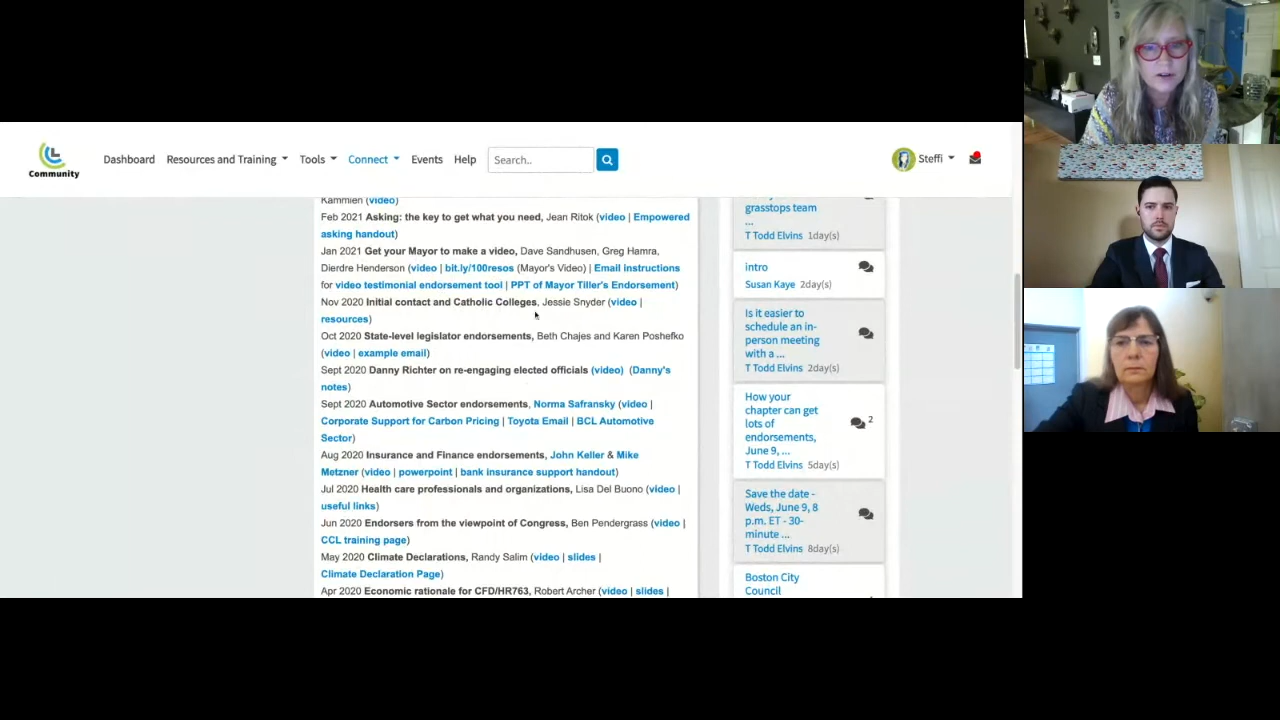 Community
Dashboard Resources and Training Tools Connect Events Help Search.. Steffi
Kammien (video)
Feb 2021 Asking: the key to get what you need, Jean Ritok (video | Empowered
asking handout)
Jan 2021 Get your Mayor to make a video, Dave Sandhusen, Greg Hamra,
Dierdre Henderson (video | bit.ly/100resos (Mayor's Video) | Email instructions
for video testimonial endorsement tool | PPT of Mayor Tiller's Endorsement)
Nov 2020 Initial contact and Catholic Colleges, Jessie Snyder (video |
resources)
Oct 2020 State-level legislator endorsements, Beth Chajes and Karen Poshefko
(video | example email)
Sept 2020 Danny Richter on re-engaging elected officials (video) (Danny's
notes)
Sept 2020 Automotive Sector endorsements, Norma Safransky (video |
Corporate Support for Carbon Pricing | Toyota Email | BCL Automotive
Sector)
Aug 2020 Insurance and Finance endorsements, John Keller & Mike
Metzner (video | powerpoint | bank insurance support handout)
Jul 2020 Health care professionals and organizations, Lisa Del Buono (video |
useful links)
Jun 2020 Endorsers from the viewpoint of Congress, Ben Pendergrass (video |
CCL training page)
May 2020 Climate Declarations, Randy Salim (video | slides |
Climate Declaration Page)
Apr 2020 Economic rationale for CFD/HR763, Robert Archer (video | slides |
grasstops team
...
T Todd Elvins 1day(s)
intro
Susan Kaye 2day(s)
Is it easier to
schedule an in-
person meeting
with a ...
T Todd Elvins 2day(s)
How your
chapter can get
lots of
endorsements,
June 9, ...
2
T Todd Elvins 5day(s)
Save the date -
Weds, June 9, 8
p.m. ET - 30-
minute ...
T Todd Elvins 8day(s)
Boston City
Council